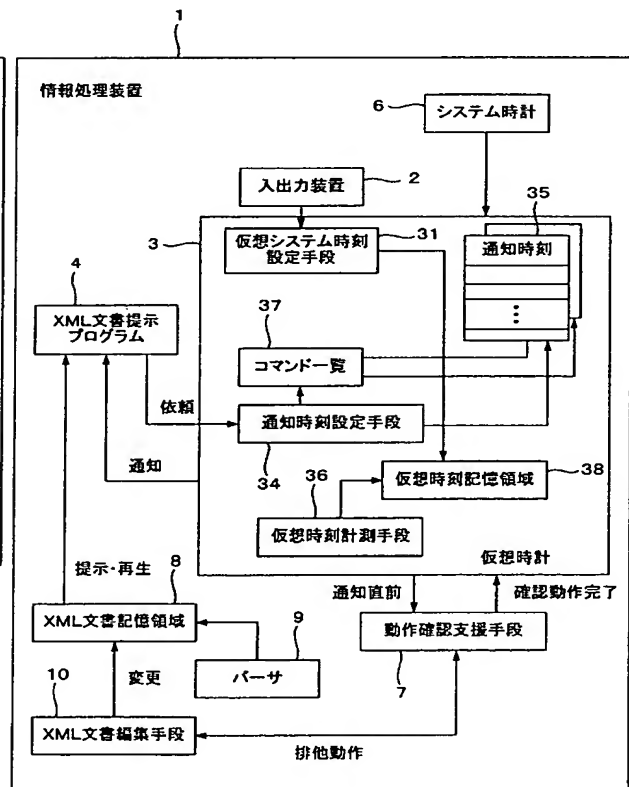 1
情報処理装置
6
システム時計
入出力装置
2
35
3
仮想システム時刻
設定手段
31
通知時刻
4
XML文書提示
プログラム
37
コマンド一覧
依頼
通知時刻設定手段
34
通知
36
仮想時刻記憶領域
38
仮想時刻計測手段
仮想時計
提示・再生
通知直前
確認動作完了
8
XML文書記憶領域
9
動作確認支援手段
7
パーサ
10
変更
XML文書編集手段
排他動作